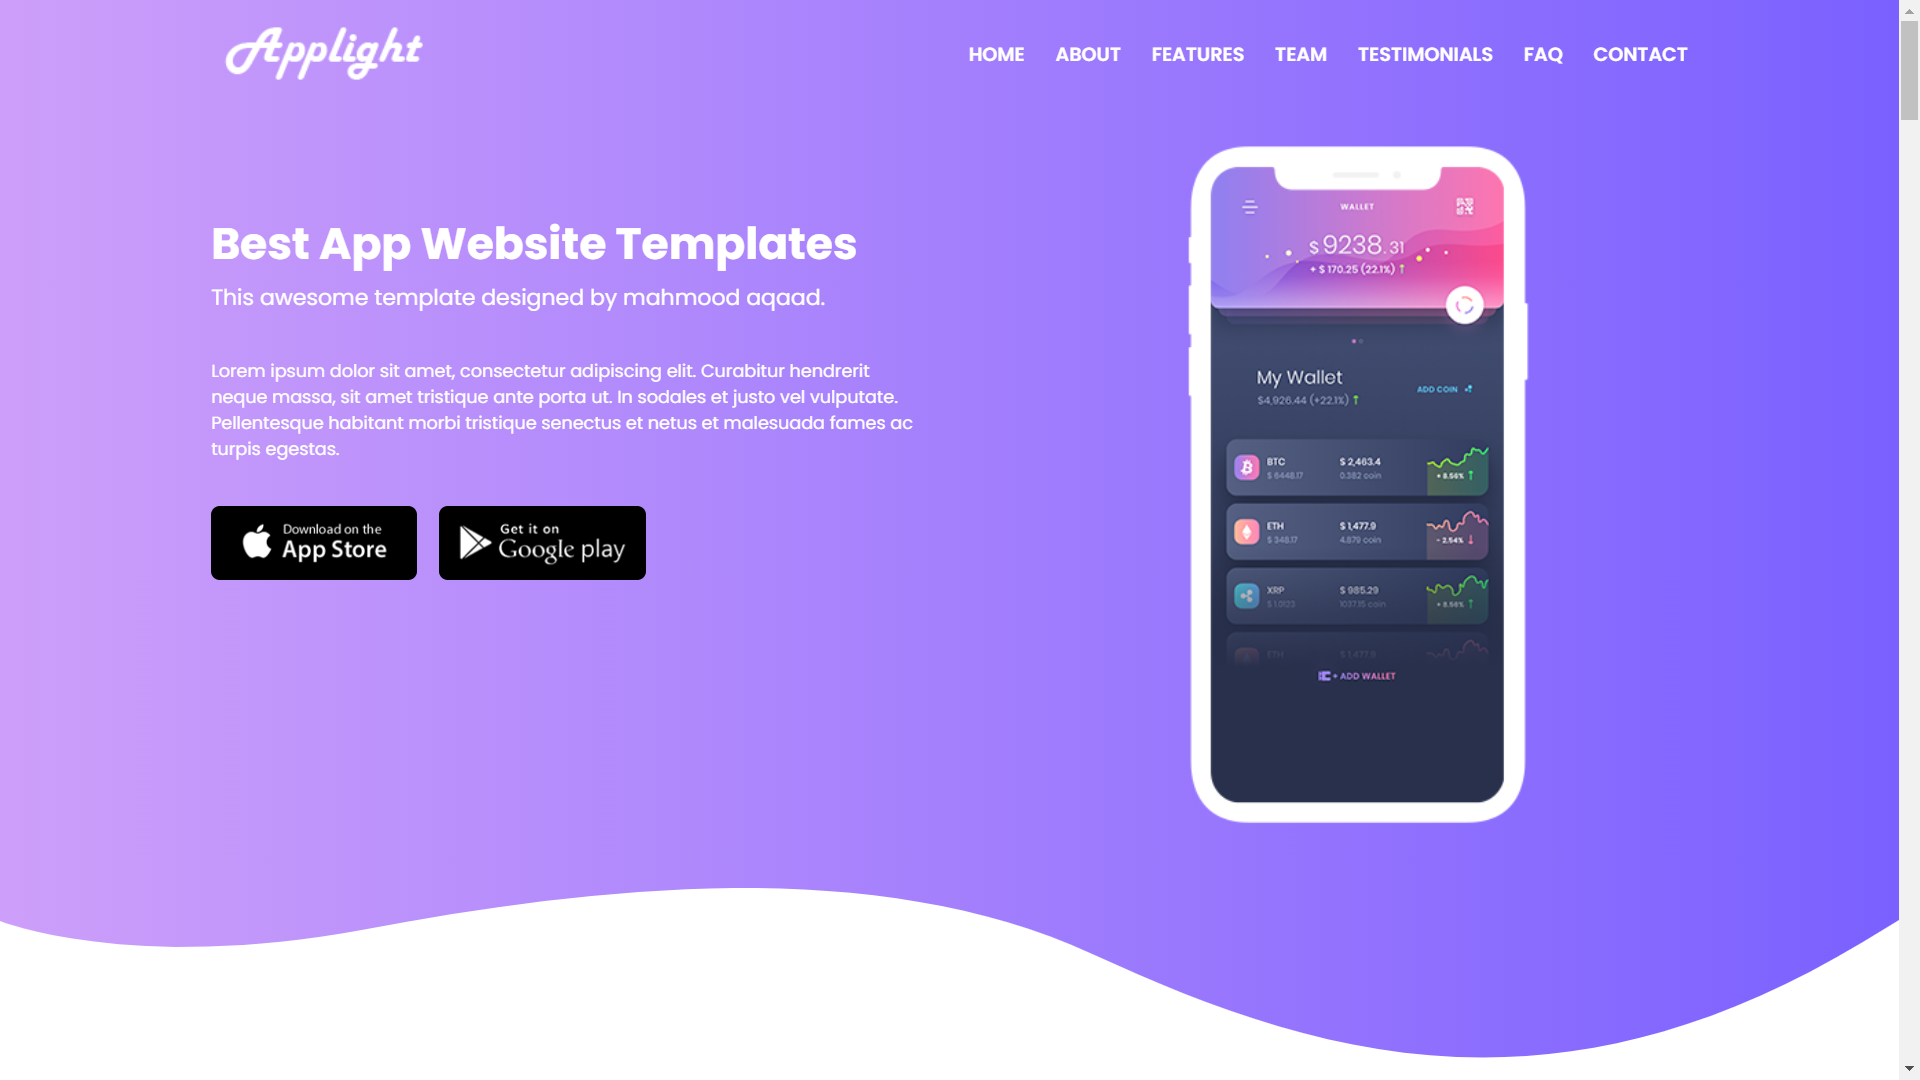 Applight
HOME ABOUT FEATURES TEAM TESTIMONIALS FAQ CONTACT
Best App Website Templates
This awesome template designed by mahmood aqaad.
Lorem ipsum dolor sit amet, consectetur adipiscing elit. Curabitur hendrerit
neque massa, sit amet tristique ante porta ut. In sodales et justo vel vulputate.
Pellentesque habitant morbi tristique senectus et netus et malesuada fames ac
turpis egestas.
Download on the
App Store
Get it on
Google play
WALLET
$ 9238.31
+ $ 170.25 (22.1%) ↑
My Wallet
$4,926.44 (+22.1%) ↑
ADD COIN
BTC $ 2,463.4
$ 6448.17 0.382 coin + 8.56% ↑
ETH $ 1,477.9
$ 348.17 4.879 coin - 2.54% ↓
XRP $ 985.29
$ 1.0123 1037.15 coin + 8.56% ↑
ETH $ 1,477.9
+ ADD WALLET